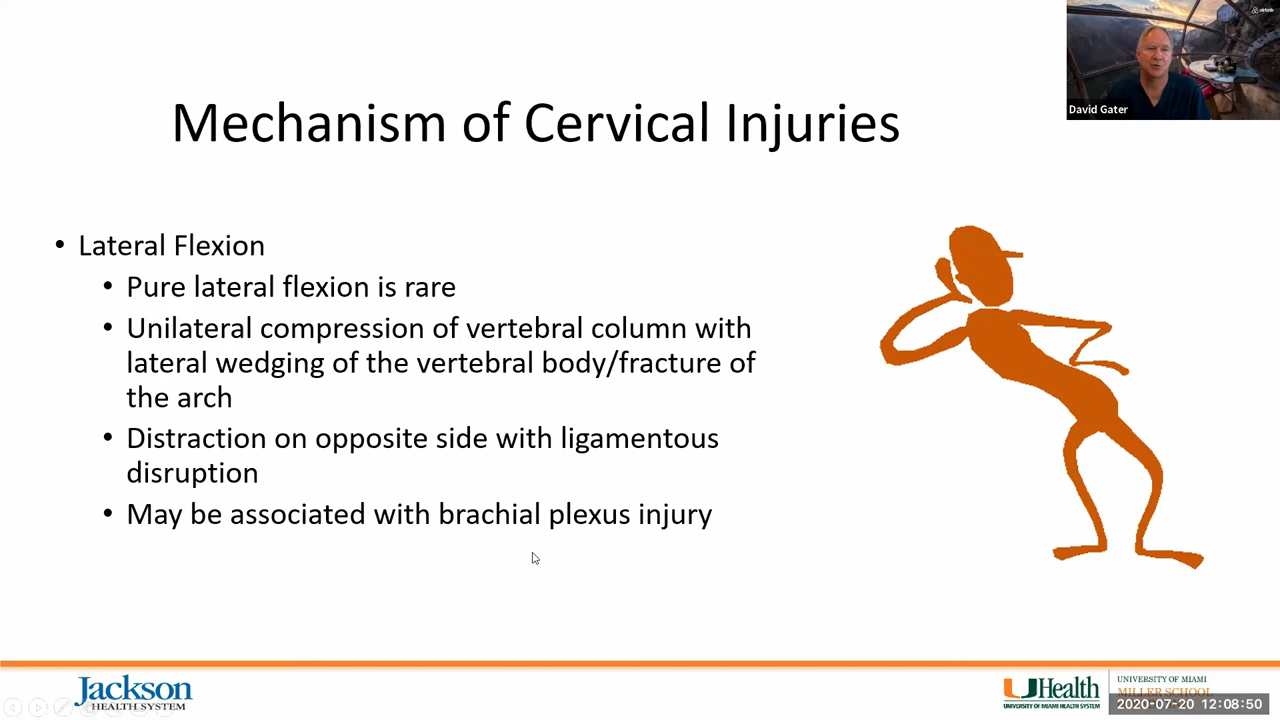 airbnb
David Gater
Mechanism of Cervical Injuries
• Lateral Flexion
• Pure lateral flexion is rare
• Unilateral compression of vertebral column with
lateral wedging of the vertebral body/fracture of
the arch
• Distraction on opposite side with ligamentous
disruption
• May be associated with brachial plexus injury
Jackson
HEALTH SYSTEM
UHealth
UNIVERSITY OF MIAMI HEALTH SYSTEM
UNIVERSITY OF MIAMI
MILLER SCHOOL
2020-07-20 12:08:50